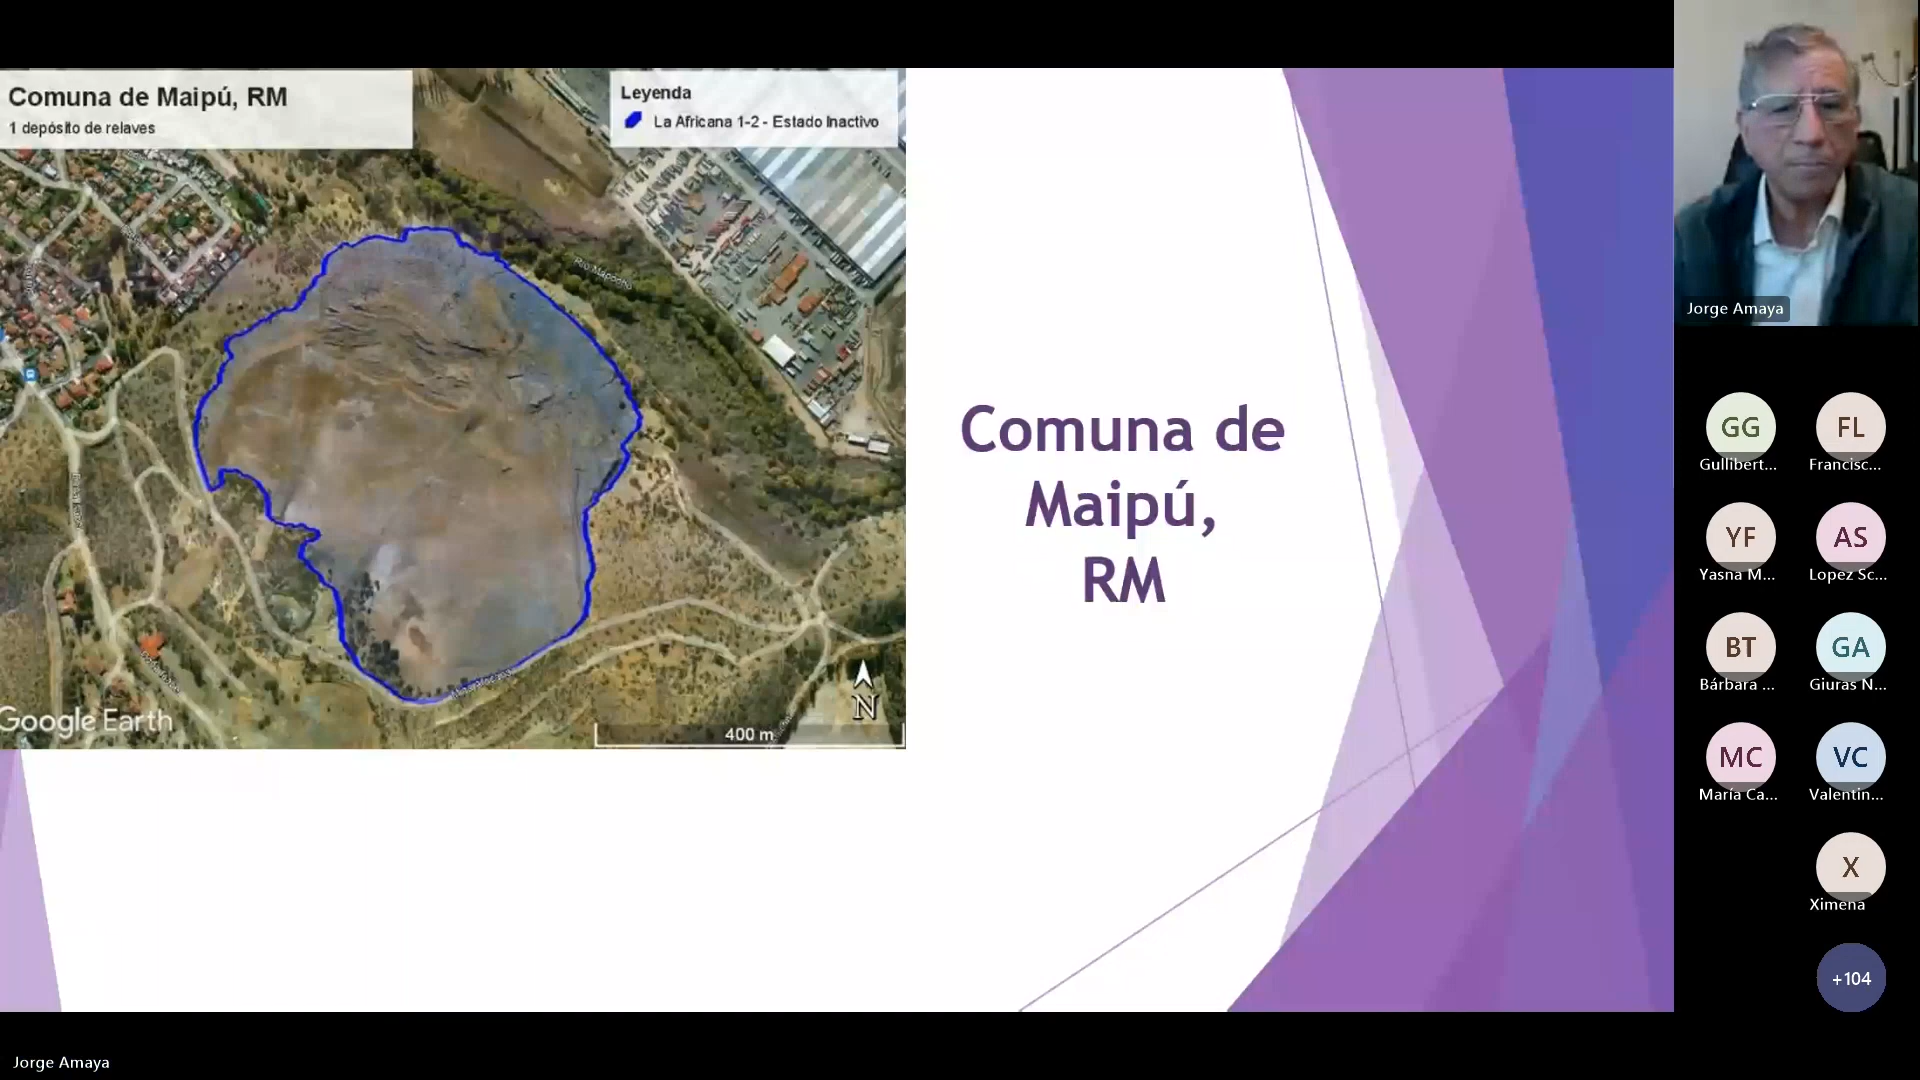 Comuna de Maipú, RM
1 depósito de relaves
Leyenda
La Africana 1-2 - Estado Inactivo
Río Mapocho
Google Earth
400 m
N
Comuna de
Maipú,
RM
Jorge Amaya
GG
Gullibert...
FL
Francisc...
YF
Yasna M...
AS
Lopez Sc...
BT
Bárbara ...
GA
Giuras N...
MC
María Ca...
VC
Valentin...
X
Ximena
+104
Jorge Amaya